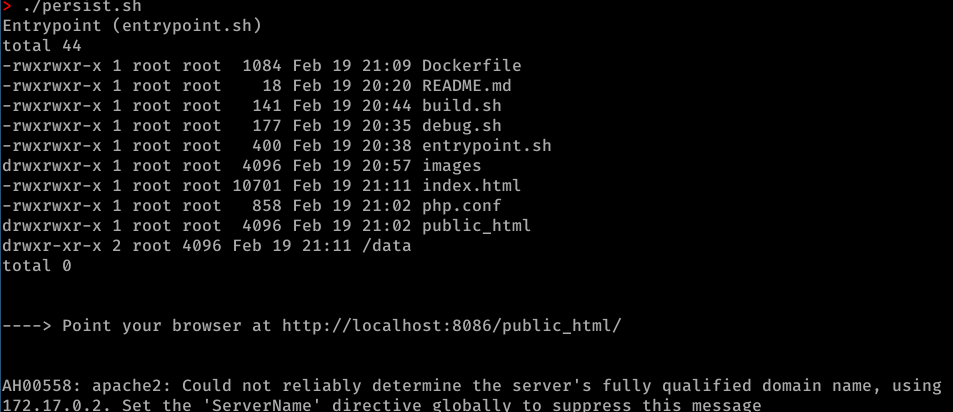 > ./persist.sh
Entrypoint (entrypoint.sh)
total 44
-rwxrwxr-x 1 root root  1084 Feb 19 21:09 Dockerfile
-rwxrwxr-x 1 root root    18 Feb 19 20:20 README.md
-rwxrwxr-x 1 root root   141 Feb 19 20:44 build.sh
-rwxrwxr-x 1 root root   177 Feb 19 20:35 debug.sh
-rwxrwxr-x 1 root root   400 Feb 19 20:38 entrypoint.sh
drwxrwxr-x 1 root root  4096 Feb 19 20:57 images
-rwxrwxr-x 1 root root 10701 Feb 19 21:11 index.html
-rwxrwxr-x 1 root root   858 Feb 19 21:02 php.conf
drwxrwxr-x 1 root root  4096 Feb 19 21:02 public_html
drwxr-xr-x 2 root 4096 Feb 19 21:11 /data
total 0
----> Point your browser at http://localhost:8086/public_html/
AH00558: apache2: Could not reliably determine the server's fully qualified domain name, using
172.17.0.2. Set the 'ServerName' directive globally to suppress this message